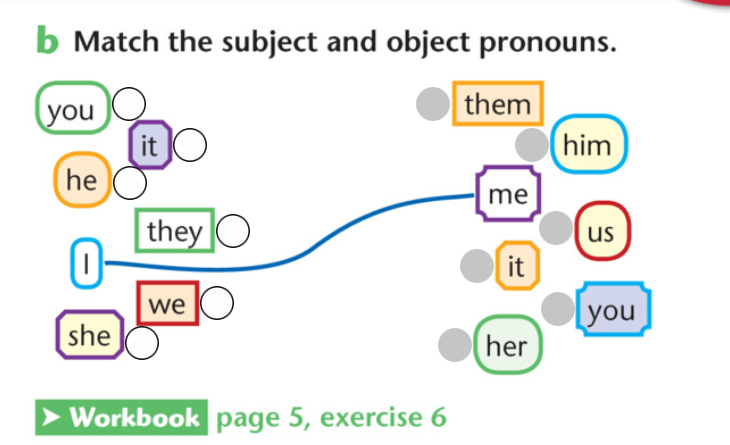 b Match the subject and object pronouns.
you
it
he
they
I
we
she
them
him
me
us
it
you
her
➤ Workbook page 5, exercise 6